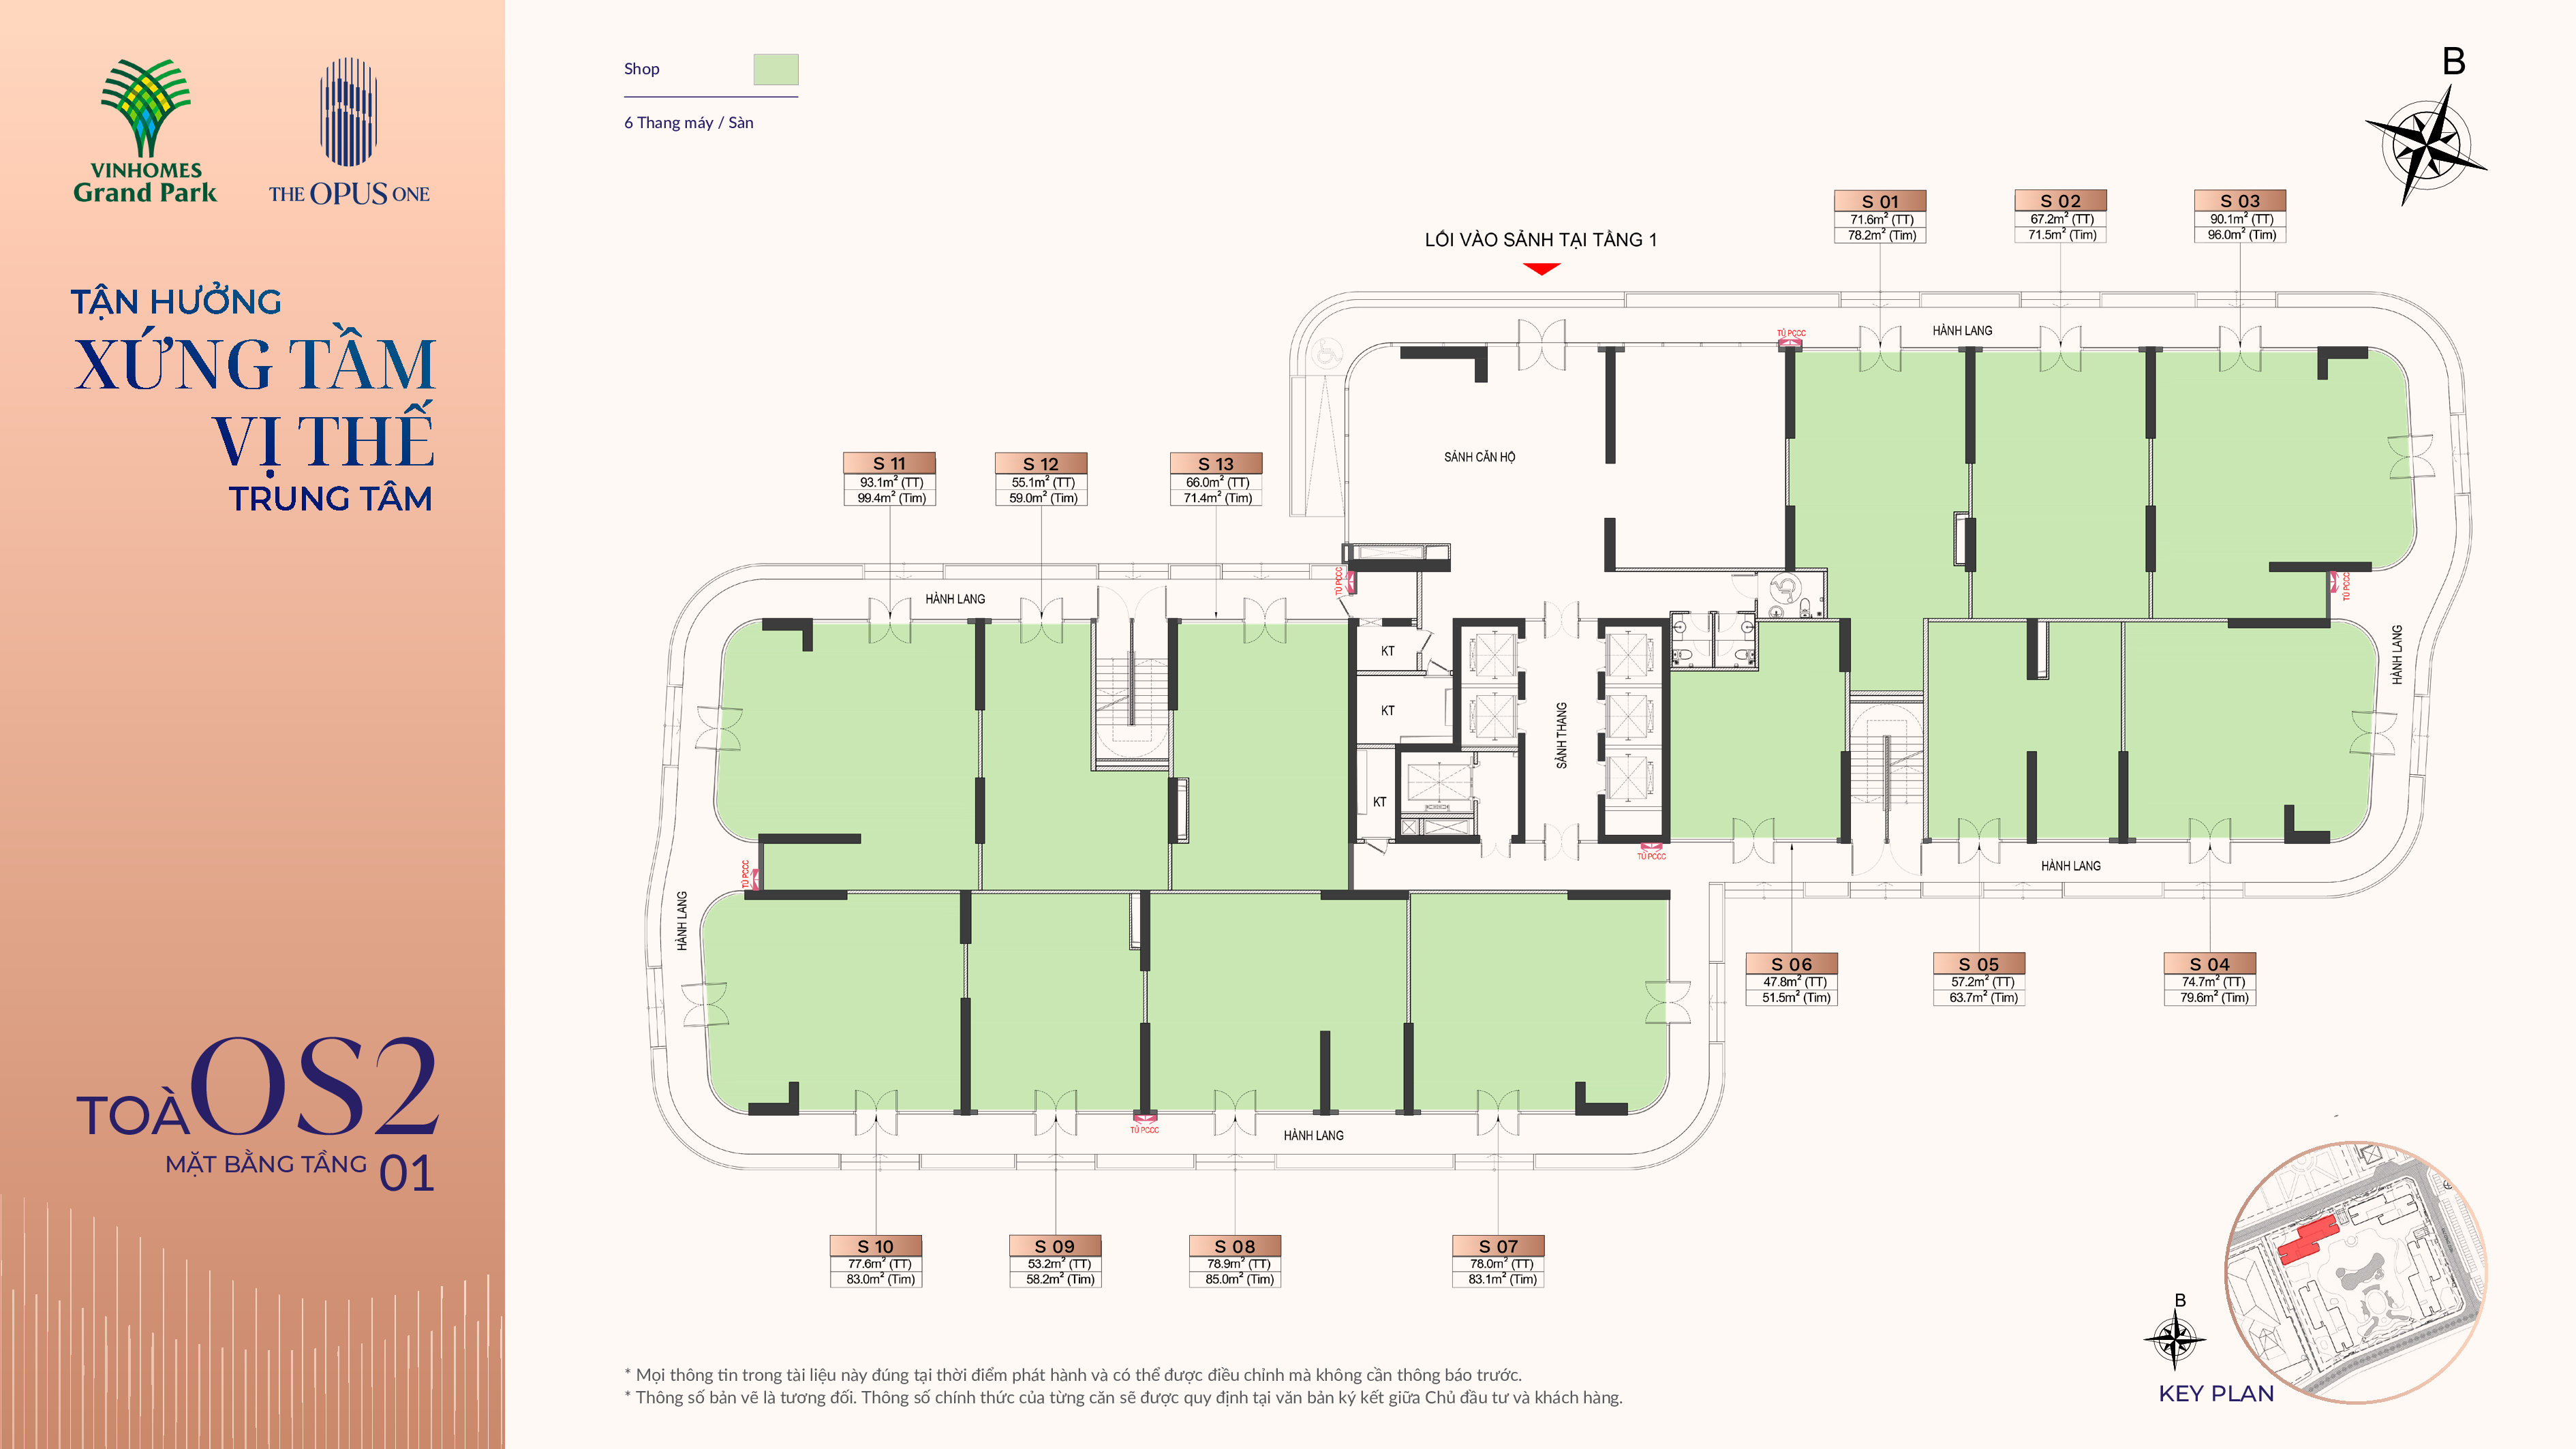 VINHOMES
Grand Park
THE OPUS ONE
TẬN HƯỞNG
XỨNG TẦM
VỊ THẾ
TRUNG TÂM
TOÀ OS2
MẶT BẰNG TẦNG 01
Shop
6 Thang máy / Sàn
B
LỐI VÀO SẢNH TẠI TẦNG 1
S 01
71.6m² (TT)
78.2m² (Tim)
S 02
67.2m² (TT)
71.5m² (Tim)
S 03
90.1m² (TT)
96.0m² (Tim)
TỦ PCCC
HÀNH LANG
SẢNH CĂN HỘ
S 11
93.1m² (TT)
99.4m² (Tim)
S 12
55.1m² (TT)
59.0m² (Tim)
S 13
66.0m² (TT)
71.4m² (Tim)
TỦ PCCC
TỦ PCCC
HÀNH LANG
HÀNH LANG
KT
KT
KT
SẢNH THANG
TỦ PCCC
TỦ PCCC
HÀNH LANG
HÀNH LANG
S 06
47.8m² (TT)
51.5m² (Tim)
S 05
57.2m² (TT)
63.7m² (Tim)
S 04
74.7m² (TT)
79.6m² (Tim)
TỦ PCCC
HÀNH LANG
S 10
77.6m² (TT)
83.0m² (Tim)
S 09
53.2m² (TT)
58.2m² (Tim)
S 08
78.9m² (TT)
85.0m² (Tim)
S 07
78.0m² (TT)
83.1m² (Tim)
B
KEY PLAN
* Mọi thông tin trong tài liệu này đúng tại thời điểm phát hành và có thể được điều chỉnh mà không cần thông báo trước.
* Thông số bản vẽ là tương đối. Thông số chính thức của từng căn sẽ được quy định tại văn bản ký kết giữa Chủ đầu tư và khách hàng.